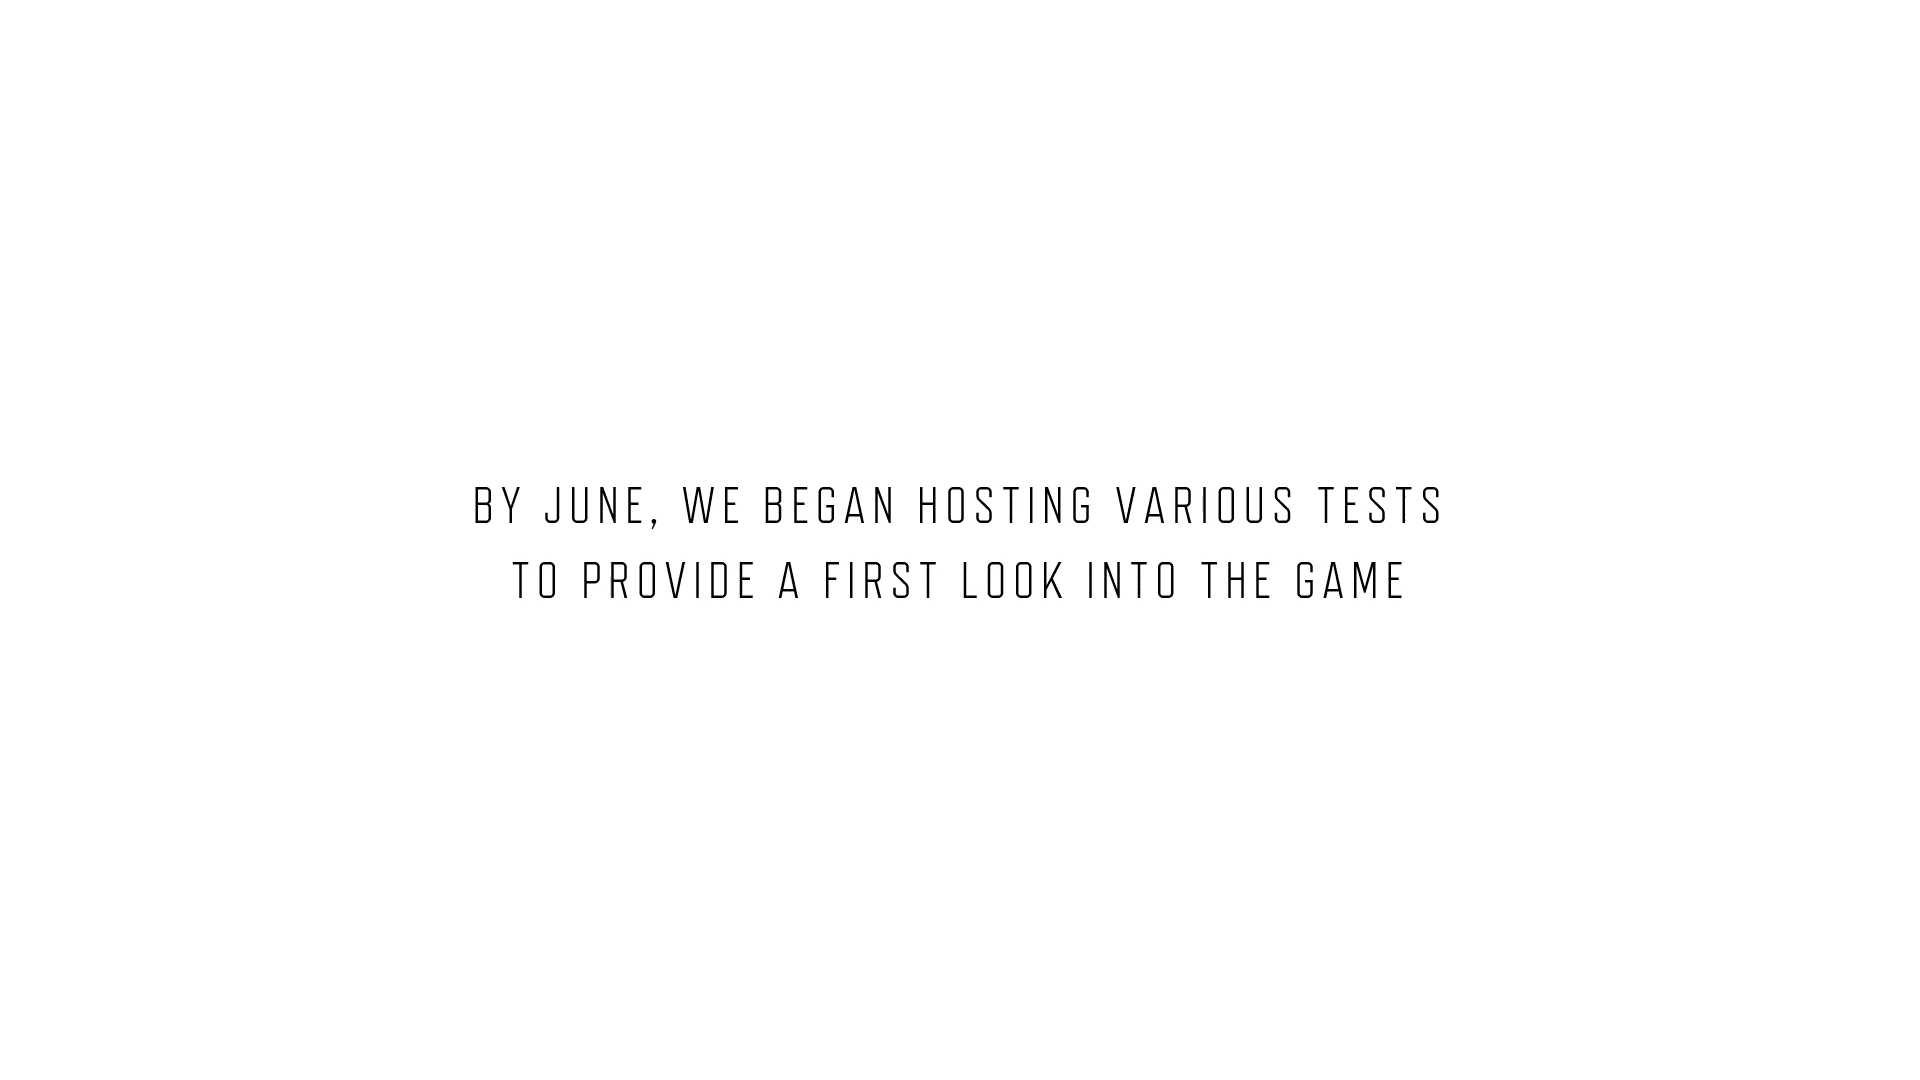 BY JUNE, WE BEGAN HOSTING VARIOUS TESTS
TO PROVIDE A FIRST LOOK INTO THE GAME